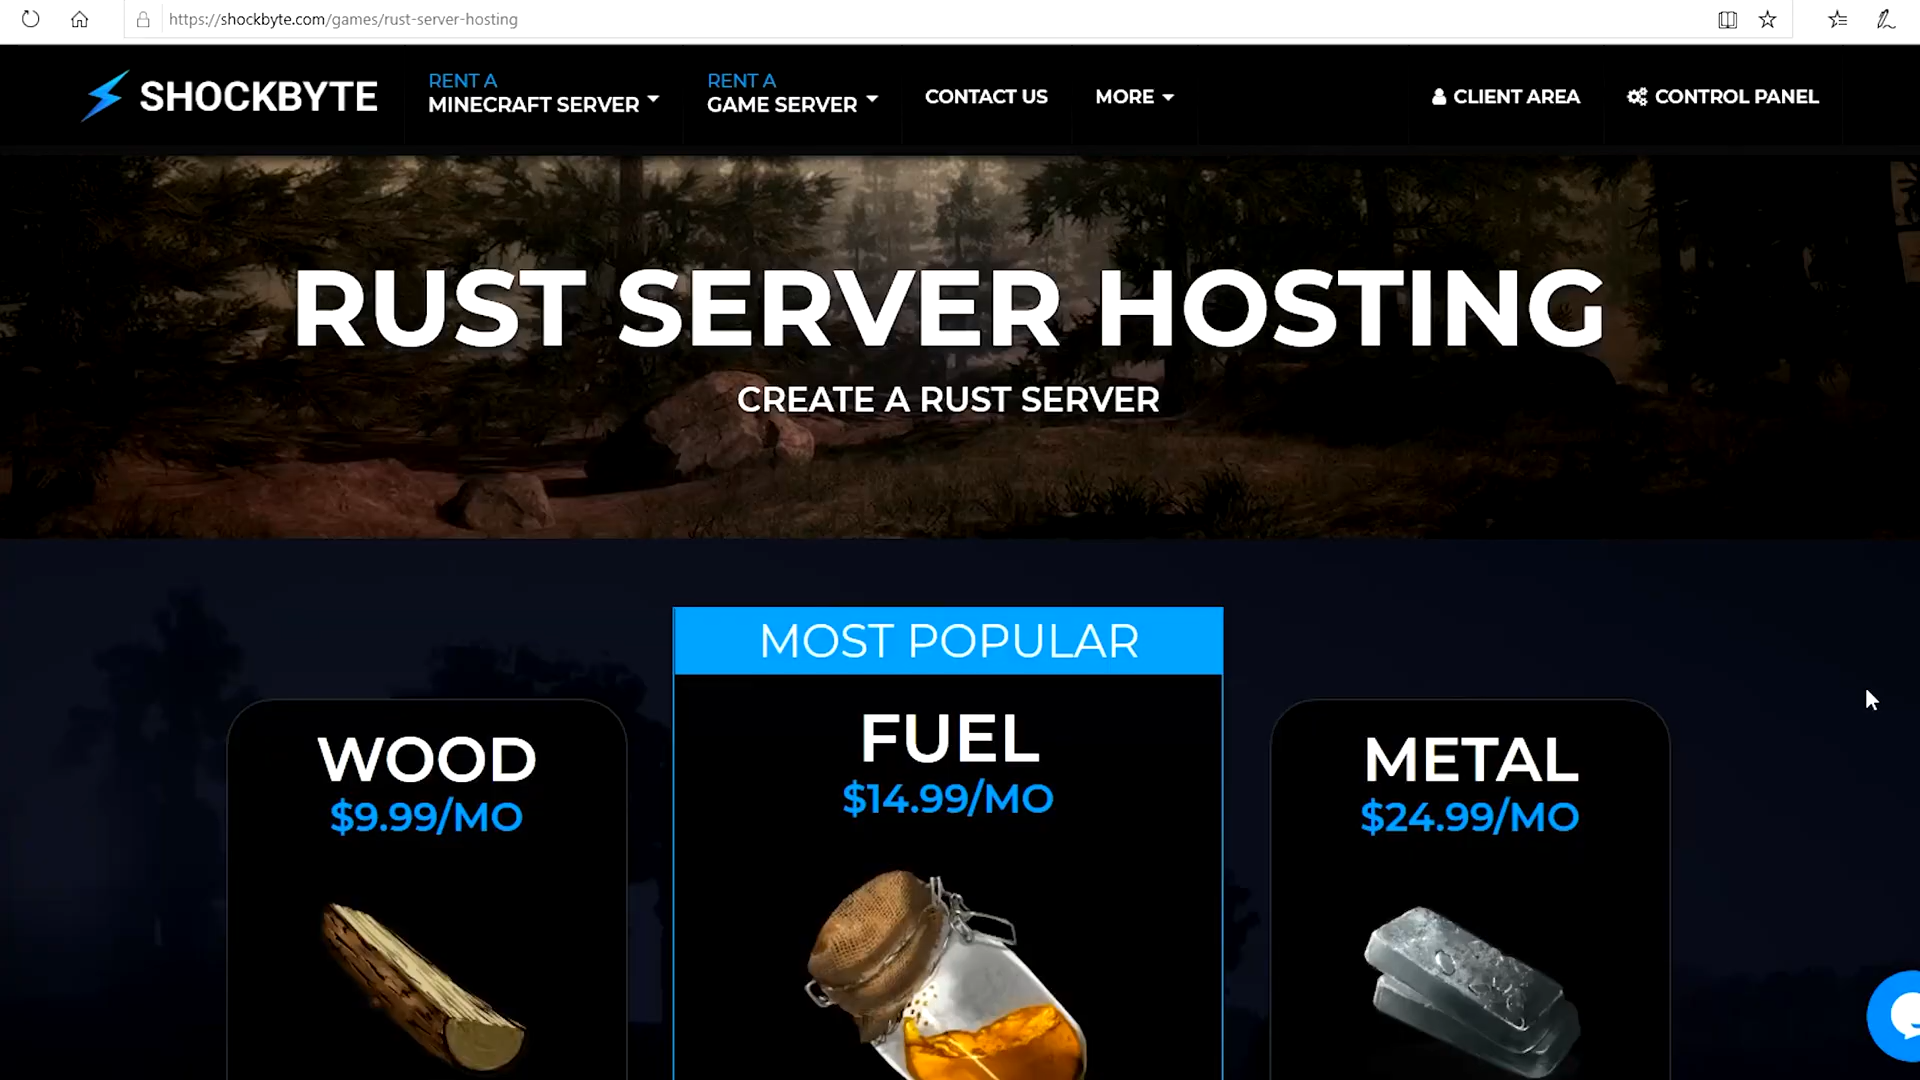 https://shockbyte.com/games/rust-server-hosting
SHOCKBYTE
RENT A
MINECRAFT SERVER
RENT A
GAME SERVER
CONTACT US
MORE
CLIENT AREA
CONTROL PANEL
RUST SERVER HOSTING
CREATE A RUST SERVER
MOST POPULAR
WOOD
$9.99/MO
FUEL
$14.99/MO
METAL
$24.99/MO